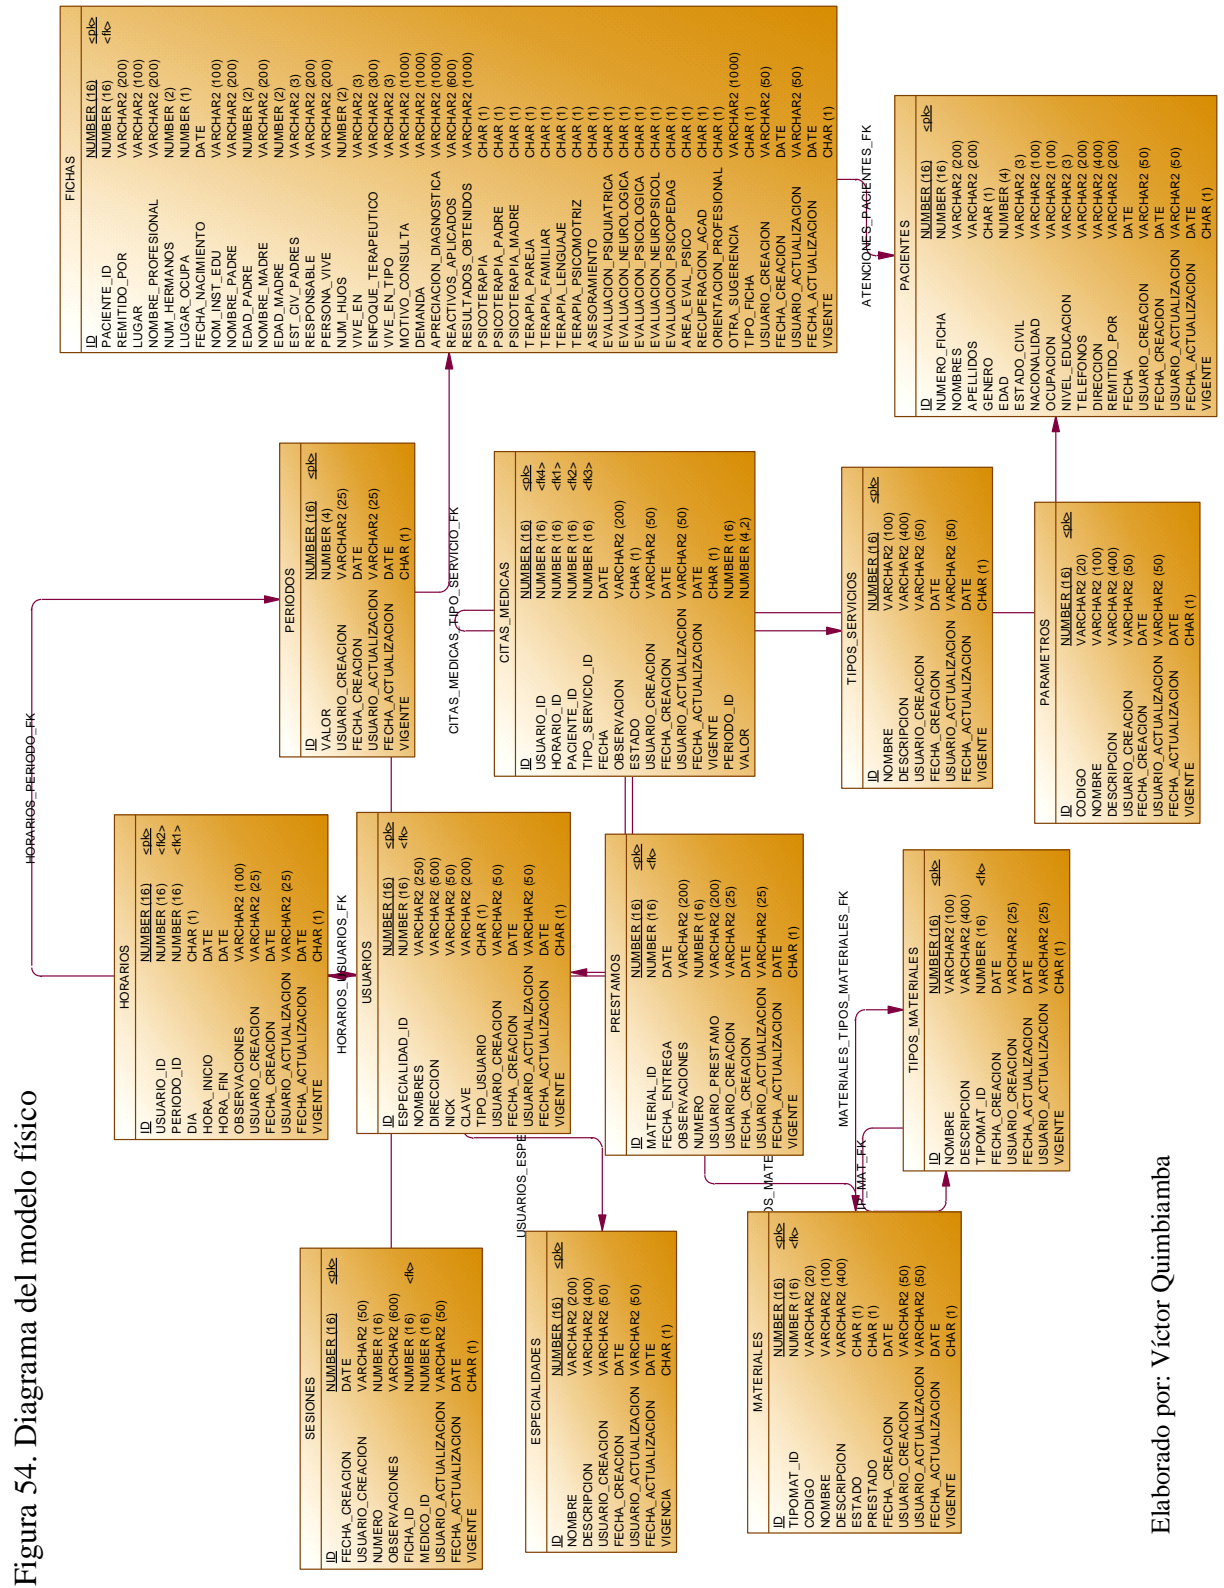 Figura 54. Diagrama del modelo físico
HORARIOS_PERIODO_FK
HORARIOS
ID NUMBER (16) <pk>
USUARIO_ID NUMBER (16) <fk2>
PERIODO_ID NUMBER (16) <fk1>
DIA CHAR (1)
HORA_INICIO DATE
HORA_FIN DATE
OBSERVACIONES VARCHAR2 (100)
USUARIO_CREACION VARCHAR2 (25)
FECHA_CREACION DATE
USUARIO_ACTUALIZACION VARCHAR2 (25)
FECHA_ACTUALIZACION DATE
VIGENTE CHAR (1)
FICHAS
ID NUMBER (16) <pk>
PACIENTE_ID NUMBER (16) <fk>
REMITIDO_POR VARCHAR2 (200)
LUGAR VARCHAR2 (100)
NOMBRE_PROFESIONAL VARCHAR2 (200)
NUM_HERMANOS NUMBER (2)
LUGAR_OCUPA NUMBER (1)
FECHA_NACIMIENTO DATE
NOM_INST_EDU VARCHAR2 (100)
NOMBRE_PADRE VARCHAR2 (200)
EDAD_PADRE NUMBER (2)
NOMBRE_MADRE VARCHAR2 (200)
EDAD_MADRE NUMBER (2)
EST_CIV_PADRES VARCHAR2 (3)
RESPONSABLE VARCHAR2 (200)
PERSONA_VIVE VARCHAR2 (200)
NUM_HIJOS NUMBER (2)
VIVE_EN VARCHAR2 (3)
ENFOQUE_TERAPEUTICO VARCHAR2 (300)
VIVE_EN_TIPO VARCHAR2 (3)
MOTIVO_CONSULTA VARCHAR2 (1000)
DEMANDA VARCHAR2 (1000)
APRECIACION_DIAGNOSTICA VARCHAR2 (1000)
REACTIVOS_APLICADOS VARCHAR2 (600)
RESULTADOS_OBTENIDOS VARCHAR2 (1000)
PSICOTERAPIA CHAR (1)
PSICOTERAPIA_PADRE CHAR (1)
PSICOTERAPIA_MADRE CHAR (1)
TERAPIA_PAREJA CHAR (1)
TERAPIA_FAMILIAR CHAR (1)
TERAPIA_LENGUAJE CHAR (1)
TERAPIA_PSICOMOTRIZ CHAR (1)
ASESORAMIENTO CHAR (1)
EVALUACION_PSIQUIATRICA CHAR (1)
EVALUACION_NEUROLOGICA CHAR (1)
EVALUACION_PSICOLOGICA CHAR (1)
EVALUACION_NEUROPSICOL CHAR (1)
EVALUACION_PSICOPEDAG CHAR (1)
AREA_EVAL_PSICO CHAR (1)
RECUPERACION_ACAD CHAR (1)
ORIENTACION_PROFESIONAL CHAR (1)
OTRA_SUGERENCIA VARCHAR2 (1000)
TIPO_FICHA CHAR (1)
USUARIO_CREACION VARCHAR2 (50)
FECHA_CREACION DATE
USUARIO_ACTUALIZACION VARCHAR2 (50)
FECHA_ACTUALIZACION DATE
VIGENTE CHAR (1)
PERIODOS
ID NUMBER (16) <pk>
VALOR NUMBER (4)
USUARIO_CREACION VARCHAR2 (25)
FECHA_CREACION DATE
USUARIO_ACTUALIZACION VARCHAR2 (25)
FECHA_ACTUALIZACION DATE
VIGENTE CHAR (1)
HORARIOS_USUARIOS_FK
SESIONES
ID NUMBER (16) <pk>
FECHA_CREACION DATE
USUARIO_CREACION VARCHAR2 (50)
NUMERO NUMBER (16)
OBSERVACIONES VARCHAR2 (600)
FICHA_ID NUMBER (16) <fk>
MEDICO_ID NUMBER (16)
USUARIO_ACTUALIZACION VARCHAR2 (50)
FECHA_ACTUALIZACION DATE
VIGENTE CHAR (1)
USUARIOS
ID NUMBER (16) <pk>
ESPECIALIDAD_ID NUMBER (16) <fk>
NOMBRES VARCHAR2 (250)
DIRECCION VARCHAR2 (500)
NICK VARCHAR2 (50)
CLAVE VARCHAR2 (200)
TIPO_USUARIO CHAR (1)
USUARIO_CREACION VARCHAR2 (50)
FECHA_CREACION DATE
USUARIO_ACTUALIZACION VARCHAR2 (50)
FECHA_ACTUALIZACION DATE
VIGENTE CHAR (1)
CITAS_MEDICAS_TIPO_SERVICIO_FK
CITAS_MEDICAS
ID NUMBER (16) <pk>
USUARIO_ID NUMBER (16) <fk4>
HORARIO_ID NUMBER (16) <fk1>
PACIENTE_ID NUMBER (16) <fk2>
TIPO_SERVICIO_ID NUMBER (16) <fk3>
FECHA DATE
OBSERVACION VARCHAR2 (200)
ESTADO CHAR (1)
USUARIO_CREACION VARCHAR2 (50)
FECHA_CREACION DATE
USUARIO_ACTUALIZACION VARCHAR2 (50)
FECHA_ACTUALIZACION DATE
VIGENTE CHAR (1)
PERIODO_ID NUMBER (16)
VALOR NUMBER (4,2)
USUARIOS_ESPE
ESPECIALIDADES
ID NUMBER (16) <pk>
NOMBRE VARCHAR2 (200)
DESCRIPCION VARCHAR2 (400)
USUARIO_CREACION VARCHAR2 (50)
FECHA_CREACION DATE
USUARIO_ACTUALIZACION VARCHAR2 (50)
FECHA_ACTUALIZACION DATE
VIGENCIA CHAR (1)
PRESTAMOS
ID NUMBER (16) <pk>
MATERIAL_ID NUMBER (16) <fk>
FECHA_ENTREGA DATE
OBSERVACIONES VARCHAR2 (200)
NUMERO NUMBER (16)
USUARIO_PRESTAMO VARCHAR2 (200)
USUARIO_CREACION VARCHAR2 (25)
FECHA_CREACION DATE
USUARIO_ACTUALIZACION VARCHAR2 (25)
FECHA_ACTUALIZACION DATE
VIGENTE CHAR (1)
OS_MATE
MATERIALES
ID NUMBER (16) <pk>
TIPOMAT_ID NUMBER (16) <fk>
CODIGO VARCHAR2 (20)
NOMBRE VARCHAR2 (100)
DESCRIPCION VARCHAR2 (400)
ESTADO CHAR (1)
PRESTADO CHAR (1)
FECHA_CREACION DATE
USUARIO_CREACION VARCHAR2 (50)
USUARIO_ACTUALIZACION VARCHAR2 (50)
FECHA_ACTUALIZACION DATE
VIGENTE CHAR (1)
MATERIALES_TIPOS_MATERIALES_FK
IP_MAT_FK
TIPOS_SERVICIOS
ID NUMBER (16) <pk>
NOMBRE VARCHAR2 (100)
DESCRIPCION VARCHAR2 (400)
USUARIO_CREACION VARCHAR2 (50)
FECHA_CREACION DATE
USUARIO_ACTUALIZACION VARCHAR2 (50)
FECHA_ACTUALIZACION DATE
VIGENTE CHAR (1)
ATENCIONES_PACIENTES_FK
PACIENTES
ID NUMBER (16) <pk>
NUMERO_FICHA NUMBER (16)
NOMBRES VARCHAR2 (200)
APELLIDOS VARCHAR2 (200)
GENERO CHAR (1)
EDAD NUMBER (4)
ESTADO_CIVIL VARCHAR2 (3)
NACIONALIDAD VARCHAR2 (100)
OCUPACION VARCHAR2 (100)
NIVEL_EDUCACION NUMBER (3)
TELEFONOS VARCHAR2 (200)
DIRECCION VARCHAR2 (400)
REMITIDO_POR VARCHAR2 (200)
FECHA DATE
USUARIO_CREACION VARCHAR2 (50)
FECHA_CREACION DATE
USUARIO_ACTUALIZACION VARCHAR2 (50)
FECHA_ACTUALIZACION DATE
VIGENTE CHAR (1)
TIPOS_MATERIALES
ID NUMBER (16) <pk>
NOMBRE VARCHAR2 (100)
DESCRIPCION VARCHAR2 (400)
TIPOMAT_ID NUMBER (16) <fk>
FECHA_CREACION DATE
USUARIO_CREACION VARCHAR2 (25)
FECHA_ACTUALIZACION DATE
USUARIO_ACTUALIZACION VARCHAR2 (25)
VIGENTE CHAR (1)
PARAMETROS
ID NUMBER (16) <pk>
CODIGO VARCHAR2 (20)
NOMBRE VARCHAR2 (100)
DESCRIPCION VARCHAR2 (400)
USUARIO_CREACION VARCHAR2 (50)
FECHA_CREACION DATE
USUARIO_ACTUALIZACION VARCHAR2 (50)
FECHA_ACTUALIZACION DATE
VIGENTE CHAR (1)
Elaborado por: Víctor Quimbiamba